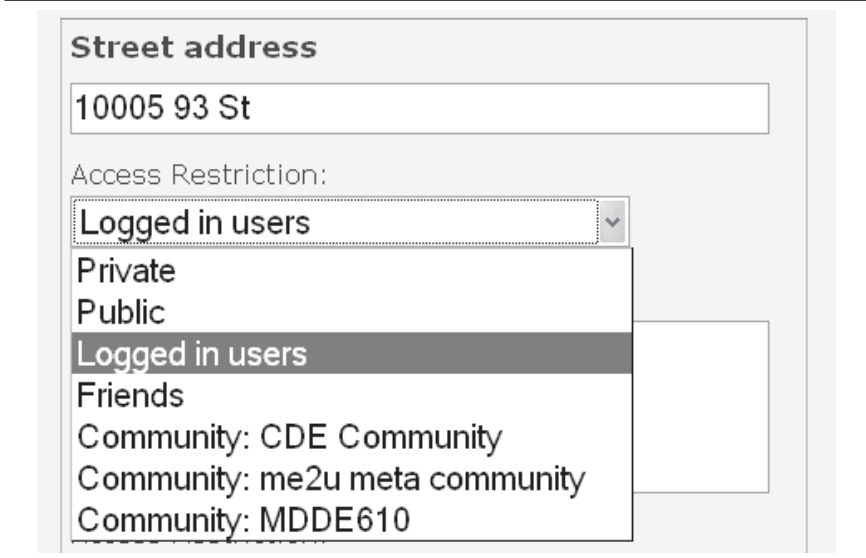 Street address
10005 93 St
Access Restriction:
Logged in users
Private
Public
Logged in users
Friends
Community: CDE Community
Community: me2u meta community
Community: MDDE610